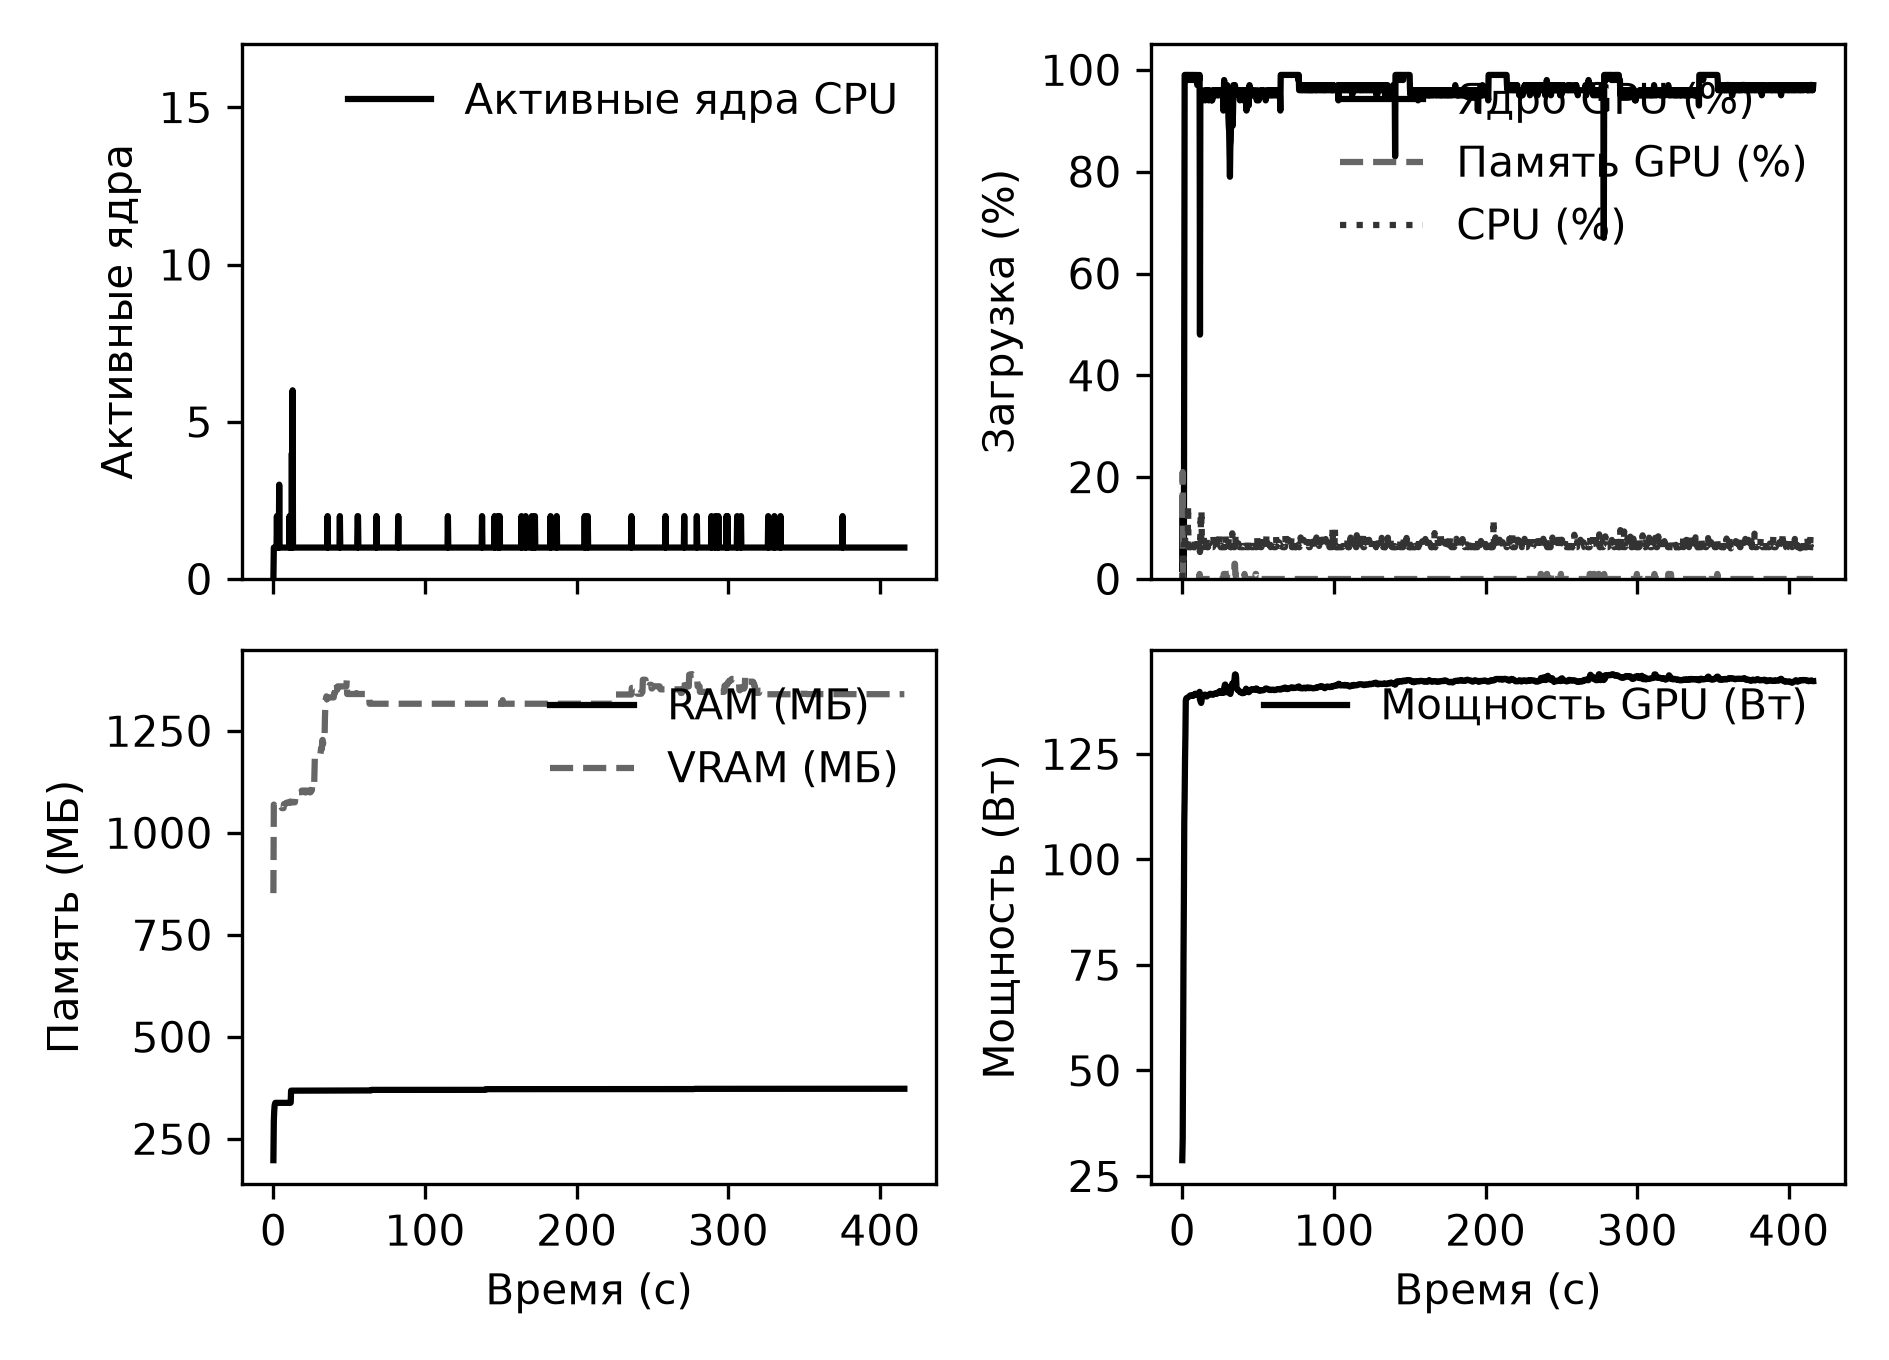 Активные ядра
15
10
5
0
Активные ядра CPU
Загрузка (%)
100
80
60
40
20
0
Ядро GPU (%)
Память GPU (%)
CPU (%)
Память (МБ)
1250
1000
750
500
250
RAM (МБ)
VRAM (МБ)
0 100 200 300 400
Время (с)
Мощность (Вт)
125
100
75
50
25
Мощность GPU (Вт)
0 100 200 300 400
Время (с)